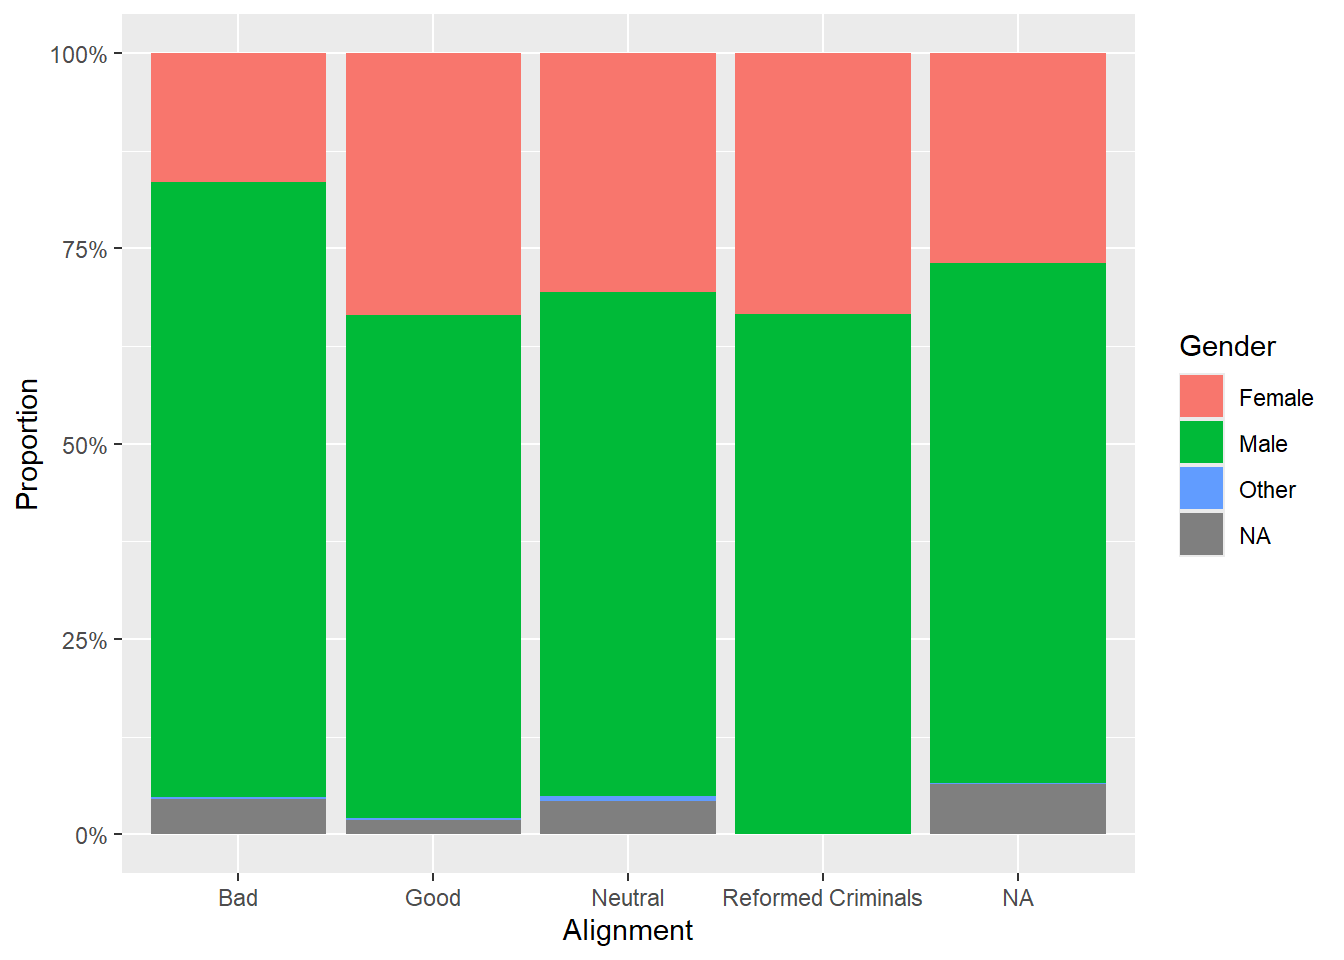 100%
75%
50%
25%
0%
Proportion
Bad
Good
Neutral
Reformed Criminals
NA
Alignment
Gender
Female
Male
Other
NA